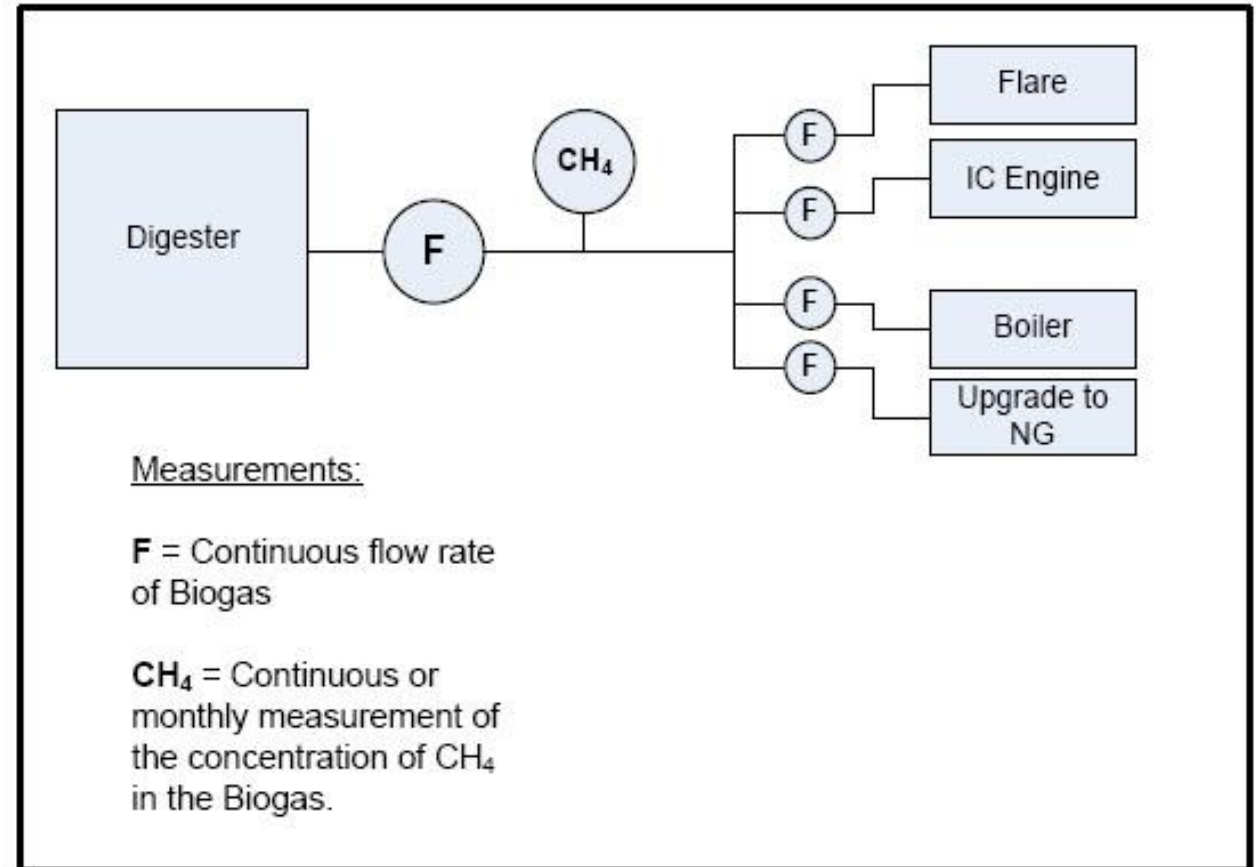 Flare
CH₄
F
IC Engine
F
Digester
F
F
Boiler
F
Upgrade to
NG
Measurements:
F = Continuous flow rate
of Biogas
CH₄ = Continuous or
monthly measurement of
the concentration of CH₄
in the Biogas.